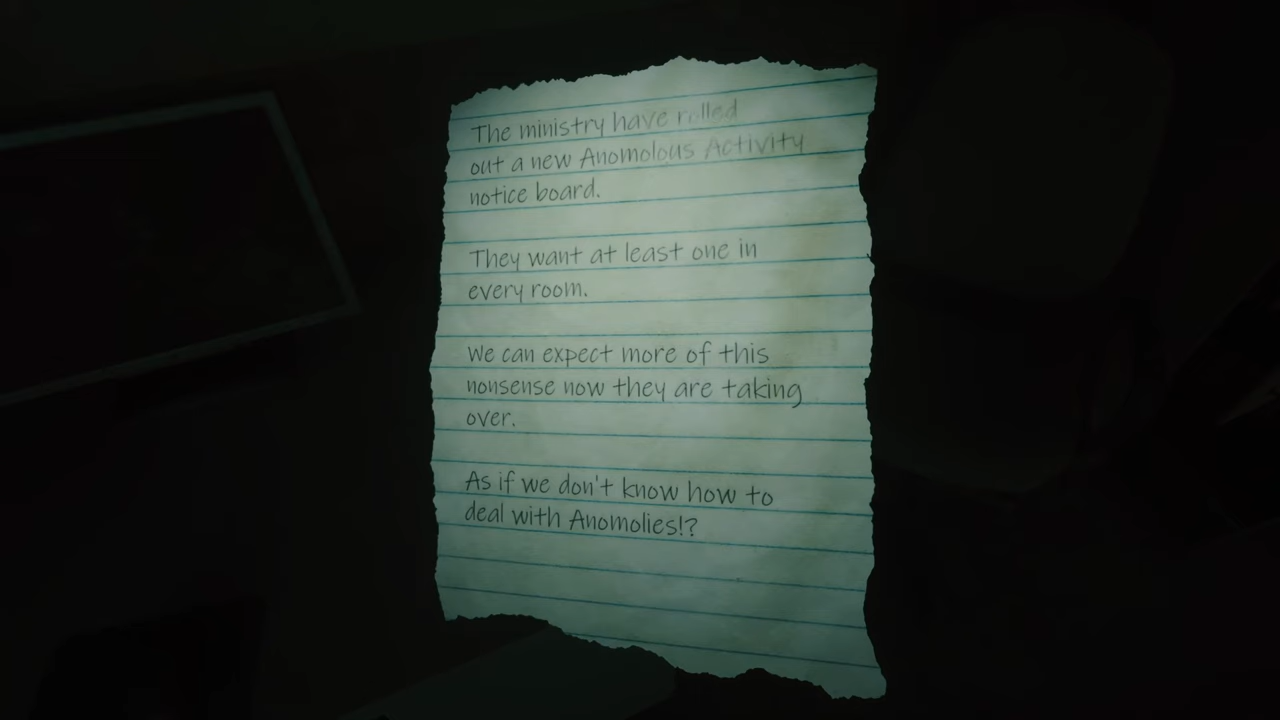 The ministry have rolled
out a new Anomolous Activity
notice board.
They want at least one in
every room.
We can expect more of this
nonsense now they are taking
over.
As if we don't know how to
deal with Anomolies!?